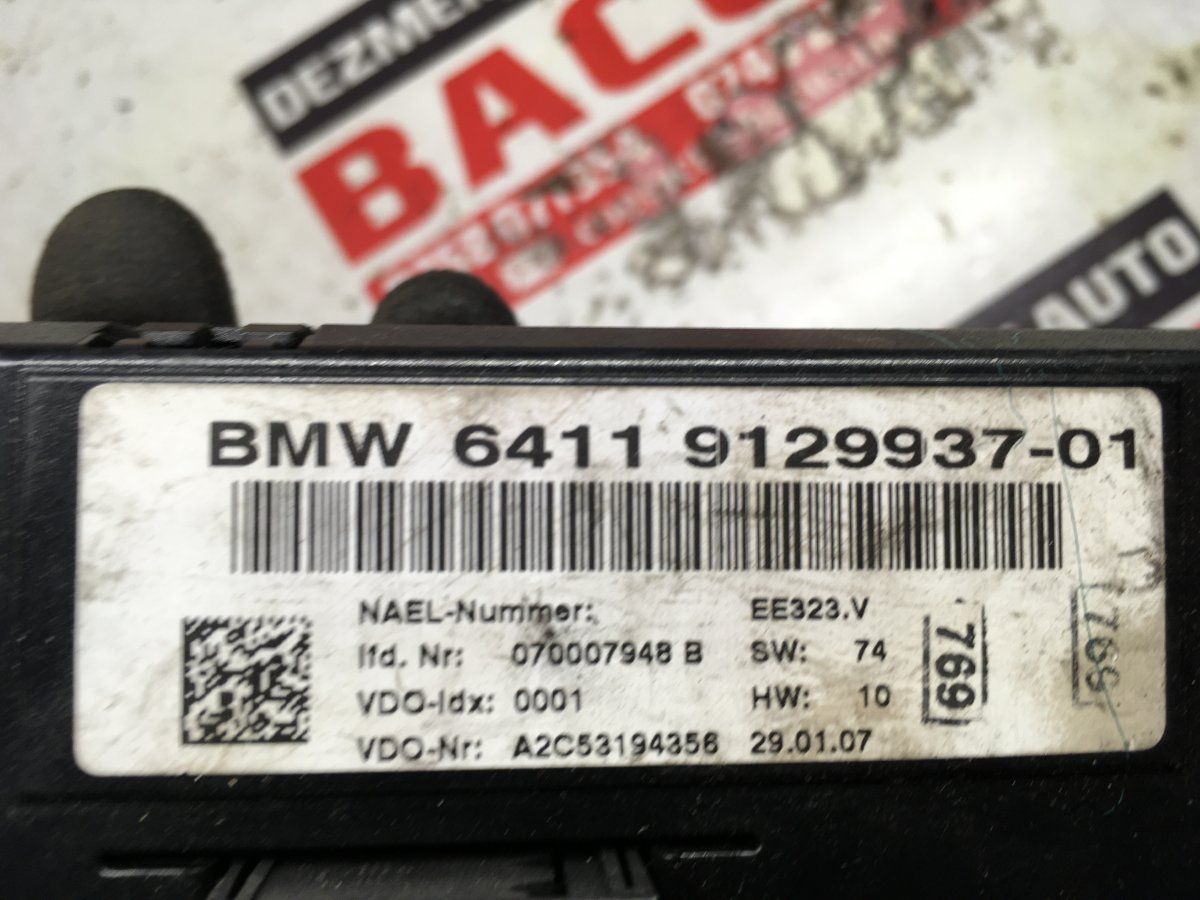 DEZME
BAC
AUTO
BMW 6411 9129937-01
NAEL-Nummer: EE323.V
lfd. Nr: 070007948 B SW: 74
VDO-Idx: 0001 HW: 10
VDO-Nr: A2C53194356 29.01.07
769
769